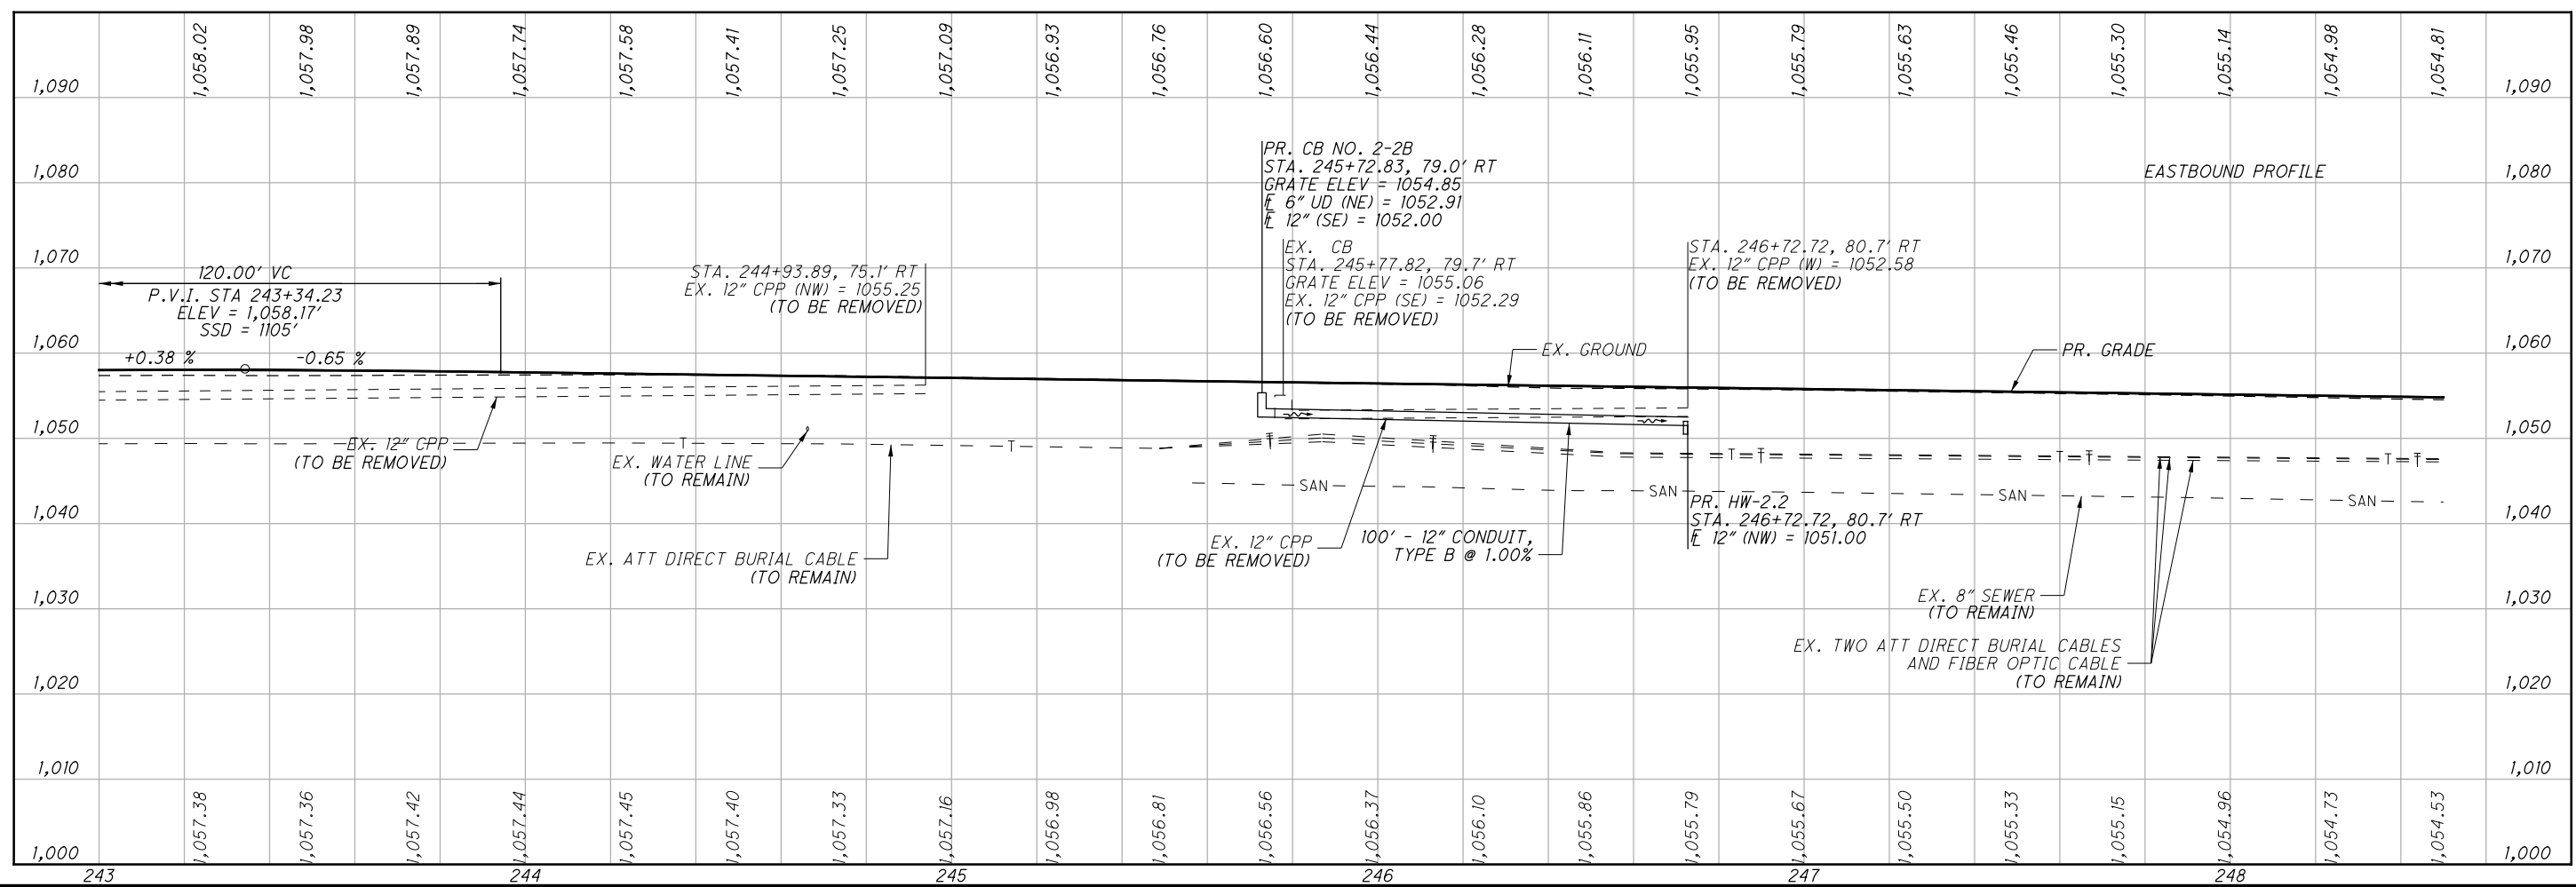 1,058.02 1,057.98 1,057.89 1,057.74 1,057.58 1,057.41 1,057.25 1,057.09 1,056.93 1,056.76 1,056.60 1,056.44 1,056.28 1,056.11 1,055.95 1,055.79 1,055.63 1,055.46 1,055.30 1,055.14 1,054.98 1,054.81
1,090 1,090
1,080 1,080
1,070 1,070
1,060 1,060
1,050 1,050
1,040 1,040
1,030 1,030
1,020 1,020
1,010 1,010
1,000 1,000
EASTBOUND PROFILE
120.00' VC
P.V.I. STA 243+34.23
ELEV = 1,058.17'
SSD = 1105'
+0.38 % -0.65 %
STA. 244+93.89, 75.1' RT
EX. 12" CPP (NW) = 1055.25
(TO BE REMOVED)
PR. CB NO. 2-2B
STA. 245+72.83, 79.0' RT
GRATE ELEV = 1054.85
6" UD (NE) = 1052.91
12" (SE) = 1052.00
EX. CB
STA. 245+77.82, 79.7' RT
GRATE ELEV = 1055.06
EX. 12" CPP (SE) = 1052.29
(TO BE REMOVED)
STA. 246+72.72, 80.7' RT
EX. 12" CPP (W) = 1052.58
(TO BE REMOVED)
EX. GROUND
PR. GRADE
EX. 12" CPP
(TO BE REMOVED)
T T T T T T T T T T T
EX. WATER LINE
(TO REMAIN)
SAN SAN SAN SAN
EX. ATT DIRECT BURIAL CABLE
(TO REMAIN)
EX. 12" CPP
(TO BE REMOVED)
100' - 12" CONDUIT,
TYPE B @ 1.00%
PR. HW-2.2
STA. 246+72.72, 80.7' RT
12" (NW) = 1051.00
EX. 8" SEWER
(TO REMAIN)
EX. TWO ATT DIRECT BURIAL CABLES
AND FIBER OPTIC CABLE
(TO REMAIN)
1,057.38 1,057.36 1,057.42 1,057.44 1,057.45 1,057.40 1,057.33 1,057.16 1,056.98 1,056.81 1,056.56 1,056.37 1,056.10 1,055.86 1,055.79 1,055.67 1,055.50 1,055.33 1,055.15 1,054.96 1,054.73 1,054.53
243 244 245 246 247 248